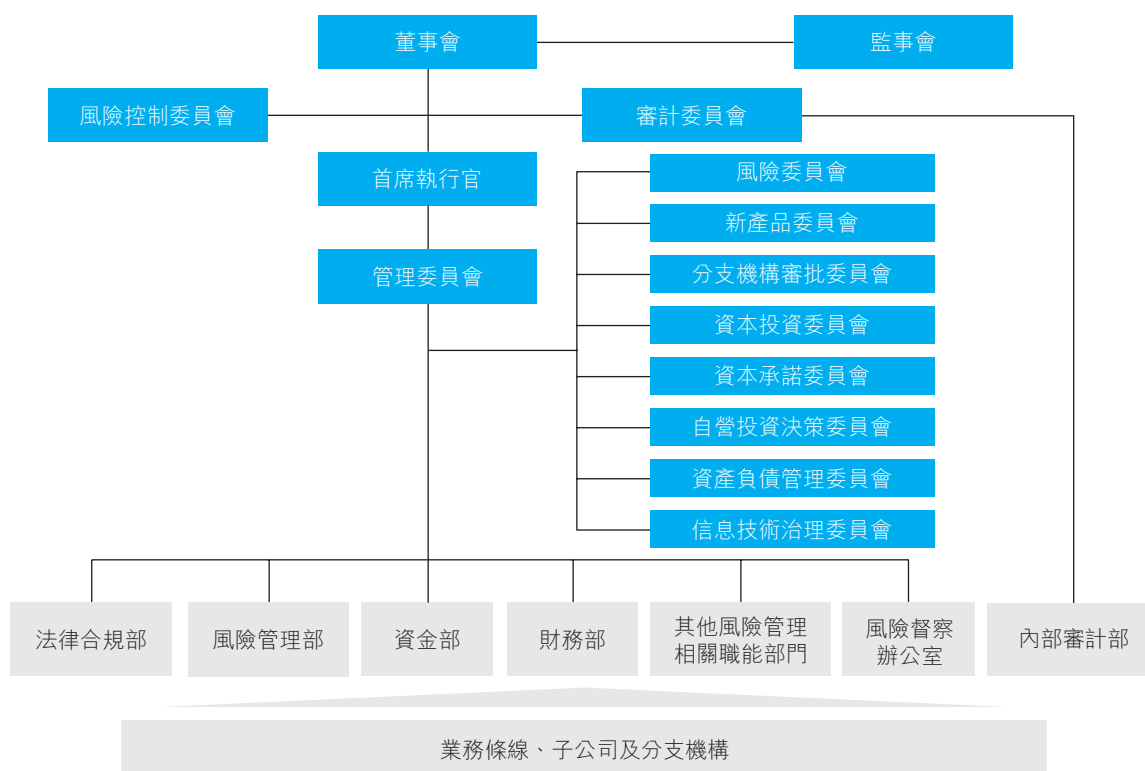 董事會
監事會
風險控制委員會
審計委員會
首席執行官
管理委員會
風險委員會
新產品委員會
分支機構審批委員會
資本投資委員會
資本承諾委員會
自營投資決策委員會
資產負債管理委員會
信息技術治理委員會
法律合規部
風險管理部
資金部
財務部
其他風險管理
相關職能部門
風險督察
辦公室
內部審計部
業務條線、子公司及分支機構